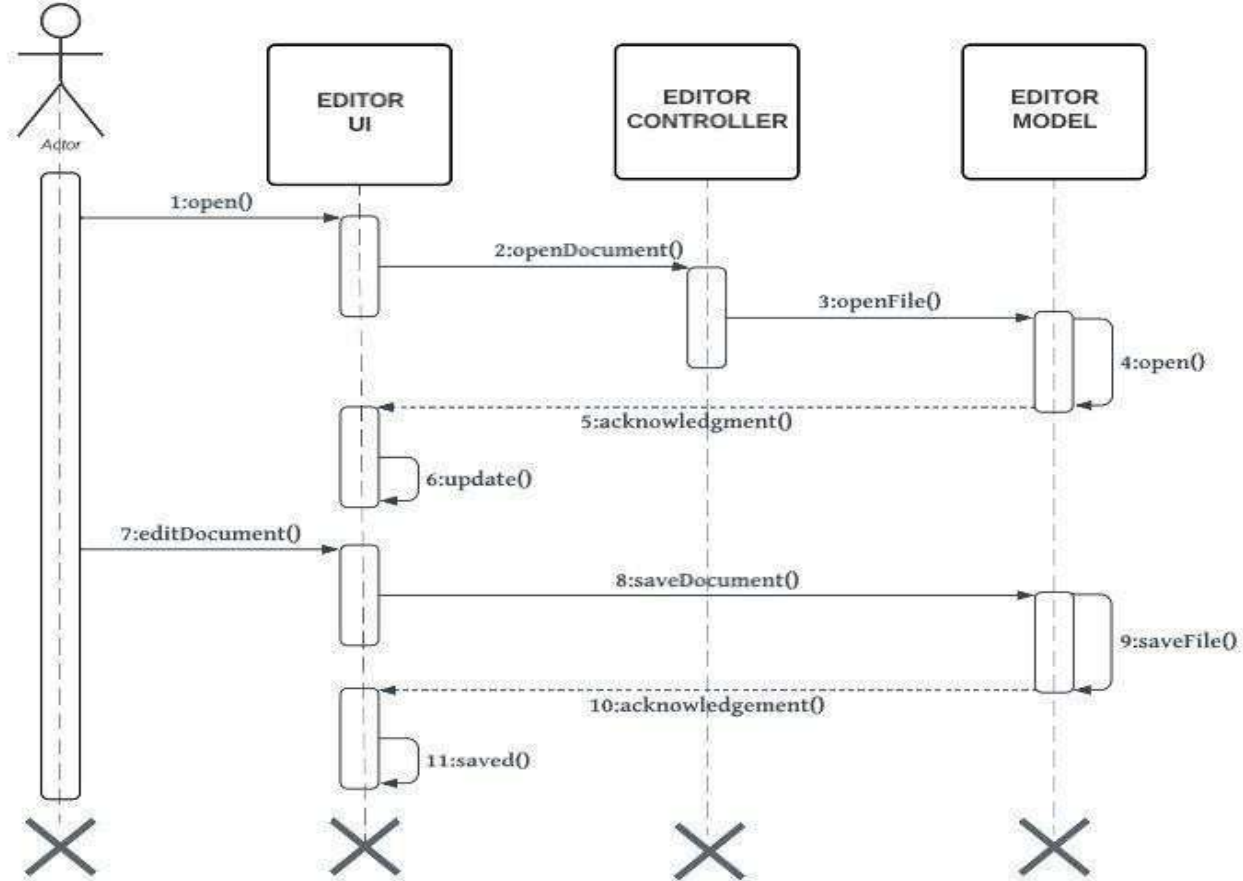 EDITOR
UI
EDITOR
CONTROLLER
EDITOR
MODEL
Actor
1:open()
2:openDocument()
3:openFile()
4:open()
5:acknowledgment()
6:update()
7:editDocument()
8:saveDocument()
9:saveFile()
10:acknowledgement()
11:saved()